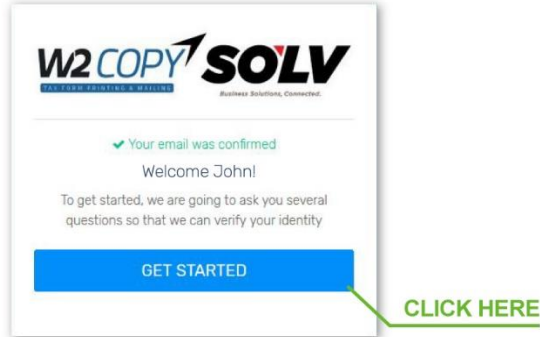 W2 COPY SOLV
TAX FORM PRINTING & MAILING
Business Solutions, Connected.
✔ Your email was confirmed
Welcome John!
To get started, we are going to ask you several
questions so that we can verify your identity
GET STARTED
CLICK HERE